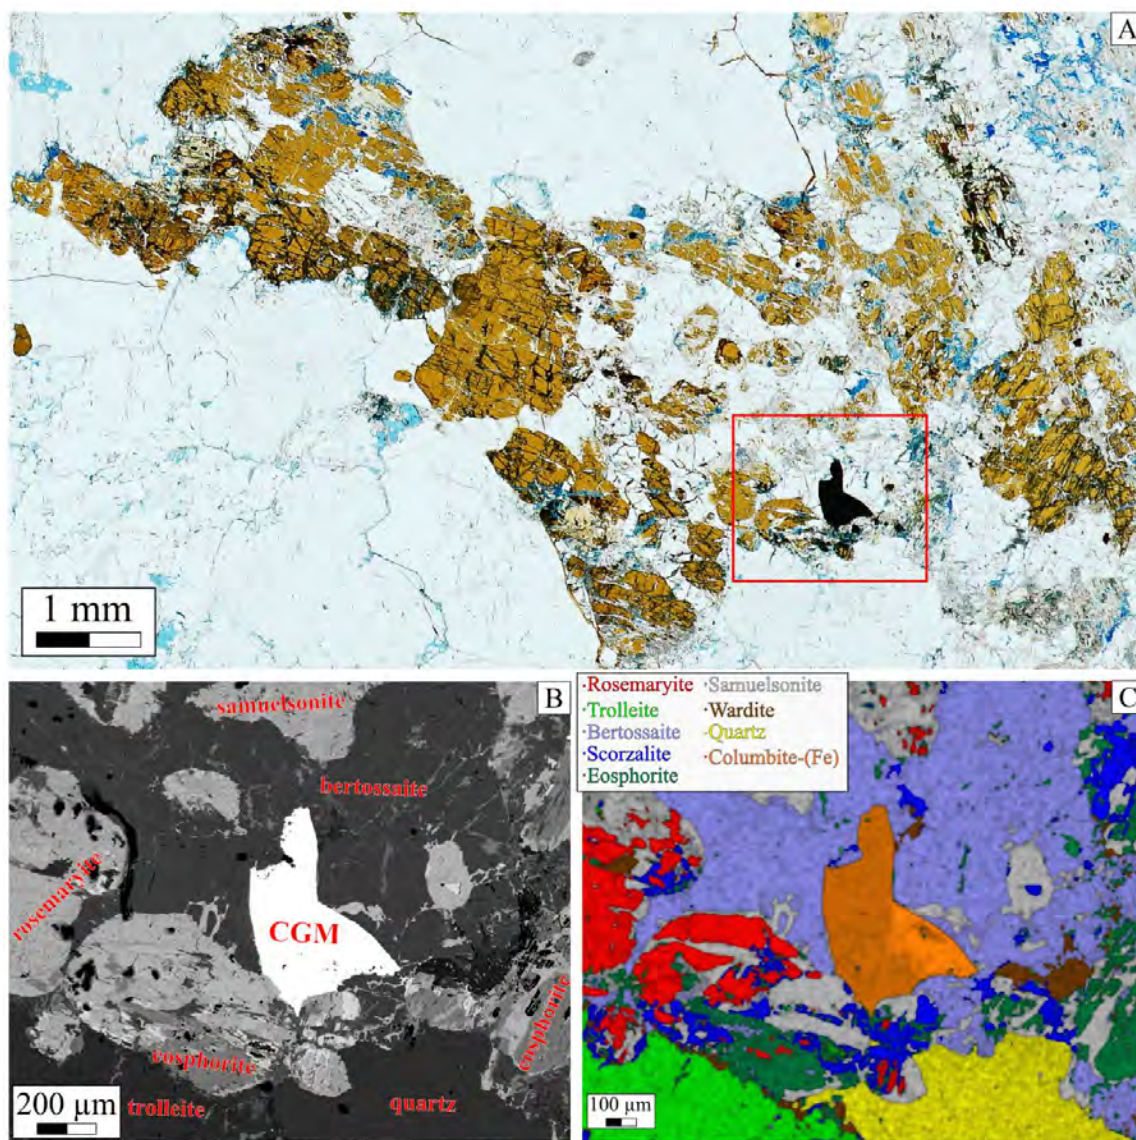 A
1 mm
B
samuelsonite
bertossaite
rosemaryite
CGM
eosphorite
eosphorite
trolleite
quartz
200 µm
C
·Rosemaryite ·Samuelsonite
·Trolleite ·Wardite
·Bertossaite ·Quartz
·Scorzalite ·Columbite-(Fe)
·Eosphorite
100 µm